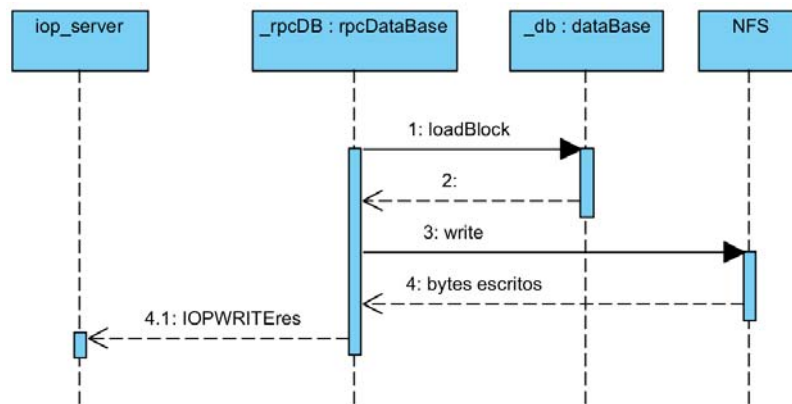 iop_server
_rpcDB : rpcDataBase
_db : dataBase
NFS
1: loadBlock
2:
3: write
4: bytes escritos
4.1: IOPWRITEres